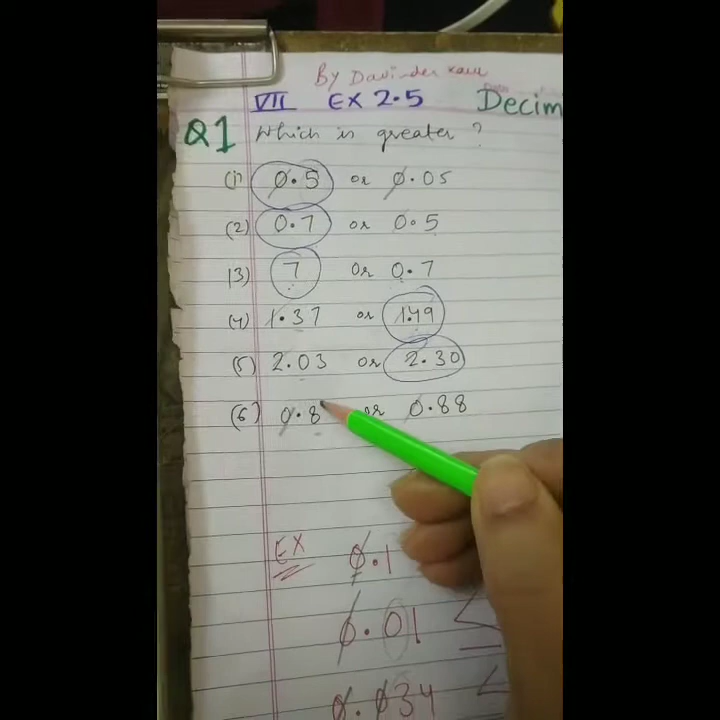 By Davinder Kaur
VII EX 2.5 Decim
Q1 Which is greater ?
(1) 0.5 or 0.05
(2) 0.7 or 0.5
(3) 7 or 0.7
(4) 1.37 or 1.49
(5) 2.03 or 2.30
(6) 0.8 or 0.88
EX 0.1
0.01 <
0.034 <